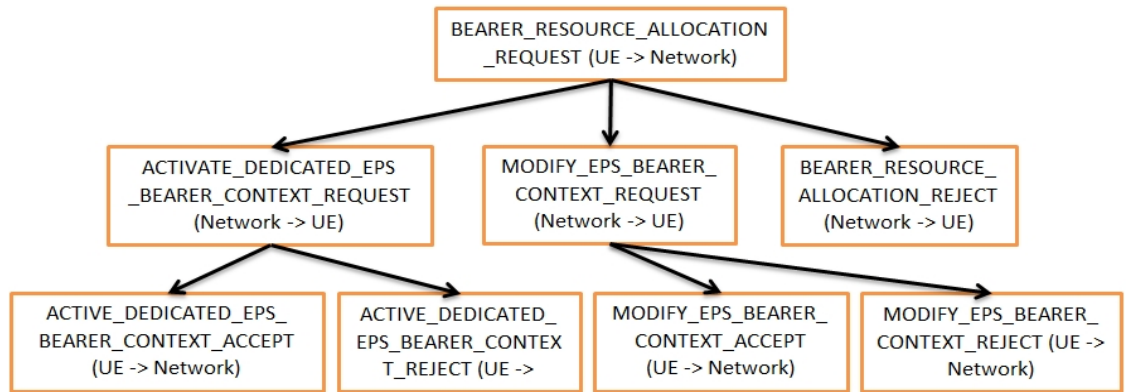 BEARER_RESOURCE_ALLOCATION
_REQUEST (UE -> Network)
ACTIVATE_DEDICATED_EPS
_BEARER_CONTEXT_REQUEST
(Network -> UE)
MODIFY_EPS_BEARER_
CONTEXT_REQUEST
(Network -> UE)
BEARER_RESOURCE_
ALLOCATION_REJECT
(Network -> UE)
ACTIVE_DEDICATED_EPS_
BEARER_CONTEXT_ACCEPT
(UE -> Network)
ACTIVE_DEDICATED_
EPS_BEARER_CONTEX
T_REJECT (UE ->
MODIFY_EPS_BEARER_
CONTEXT_ACCEPT
(UE -> Network)
MODIFY_EPS_BEARER_
CONTEXT_REJECT (UE ->
Network)